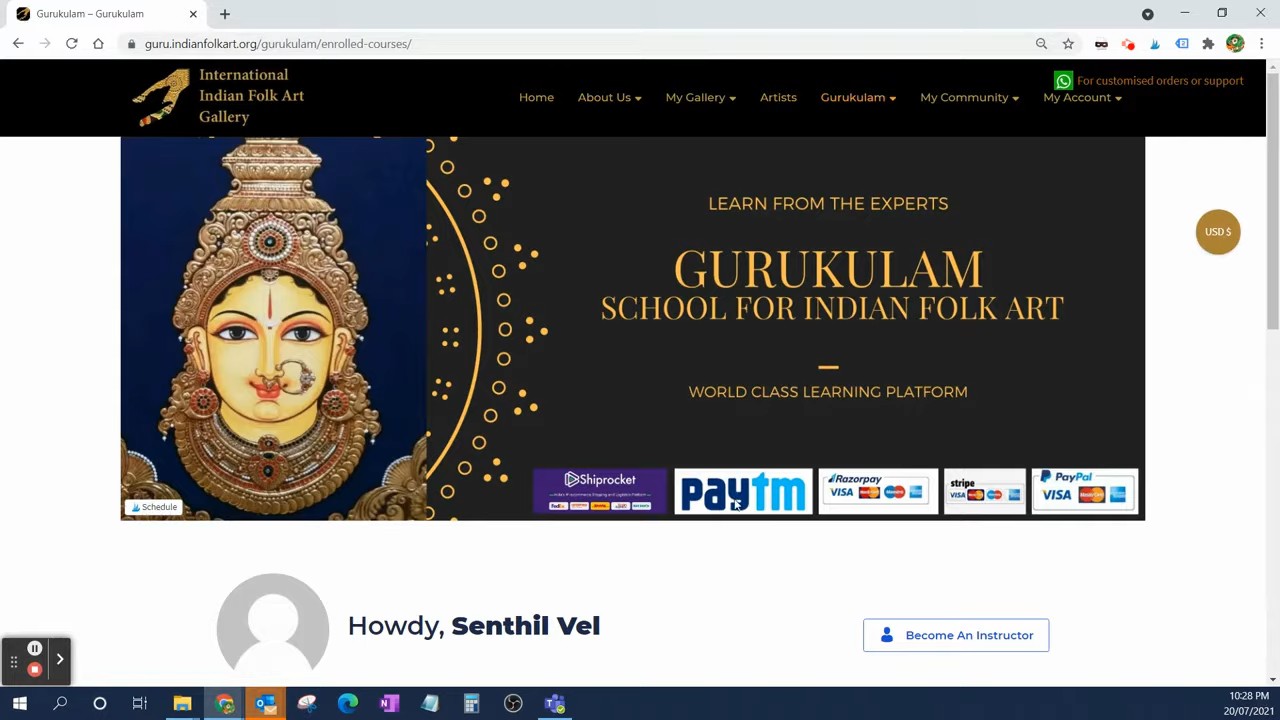 Gurukulam – Gurukulam
guru.indianfolkart.org/gurukulam/enrolled-courses/
International
Indian Folk Art
Gallery
For customised orders or support
Home
About Us
My Gallery
Artists
Gurukulam
My Community
My Account
LEARN FROM THE EXPERTS
GURUKULAM
SCHOOL FOR INDIAN FOLK ART
WORLD CLASS LEARNING PLATFORM
USD $
Shiprocket
FedEx
paytm
Razorpay
VISA
stripe
VISA
PayPal
VISA
Schedule
Howdy, Senthil Vel
Become An Instructor
10:28 PM
20/07/2021